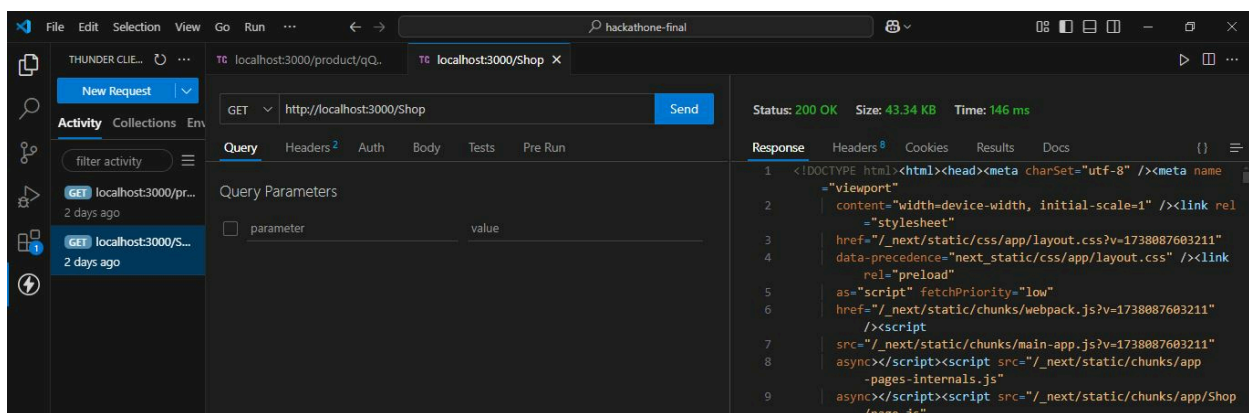 File Edit Selection View Go Run ··· ← → hackathone-final
THUNDER CLIE... ···
TC localhost:3000/product/qQ... TC localhost:3000/Shop ×
New Request
Activity Collections Env
filter activity
GET localhost:3000/pr...
2 days ago
GET localhost:3000/S...
2 days ago
1
GET http://localhost:3000/Shop Send
Query Headers 2 Auth Body Tests Pre Run
Query Parameters
parameter value
Status: 200 OK Size: 43.34 KB Time: 146 ms
Response Headers 8 Cookies Results Docs {}
1 <!DOCTYPE html><html><head><meta charSet="utf-8" /><meta name
="viewport"
2 content="width=device-width, initial-scale=1" /><link rel
="stylesheet"
3 href="/_next/static/css/app/layout.css?v=1738087603211"
4 data-precedence="next_static/css/app/layout.css" /><link
rel="preload"
5 as="script" fetchPriority="low"
6 href="/_next/static/chunks/webpack.js?v=1738087603211"
/><script
7 src="/_next/static/chunks/main-app.js?v=1738087603211"
8 async></script><script src="/_next/static/chunks/app
-pages-internals.js"
9 async></script><script src="/_next/static/chunks/app/Shop
/page.js"